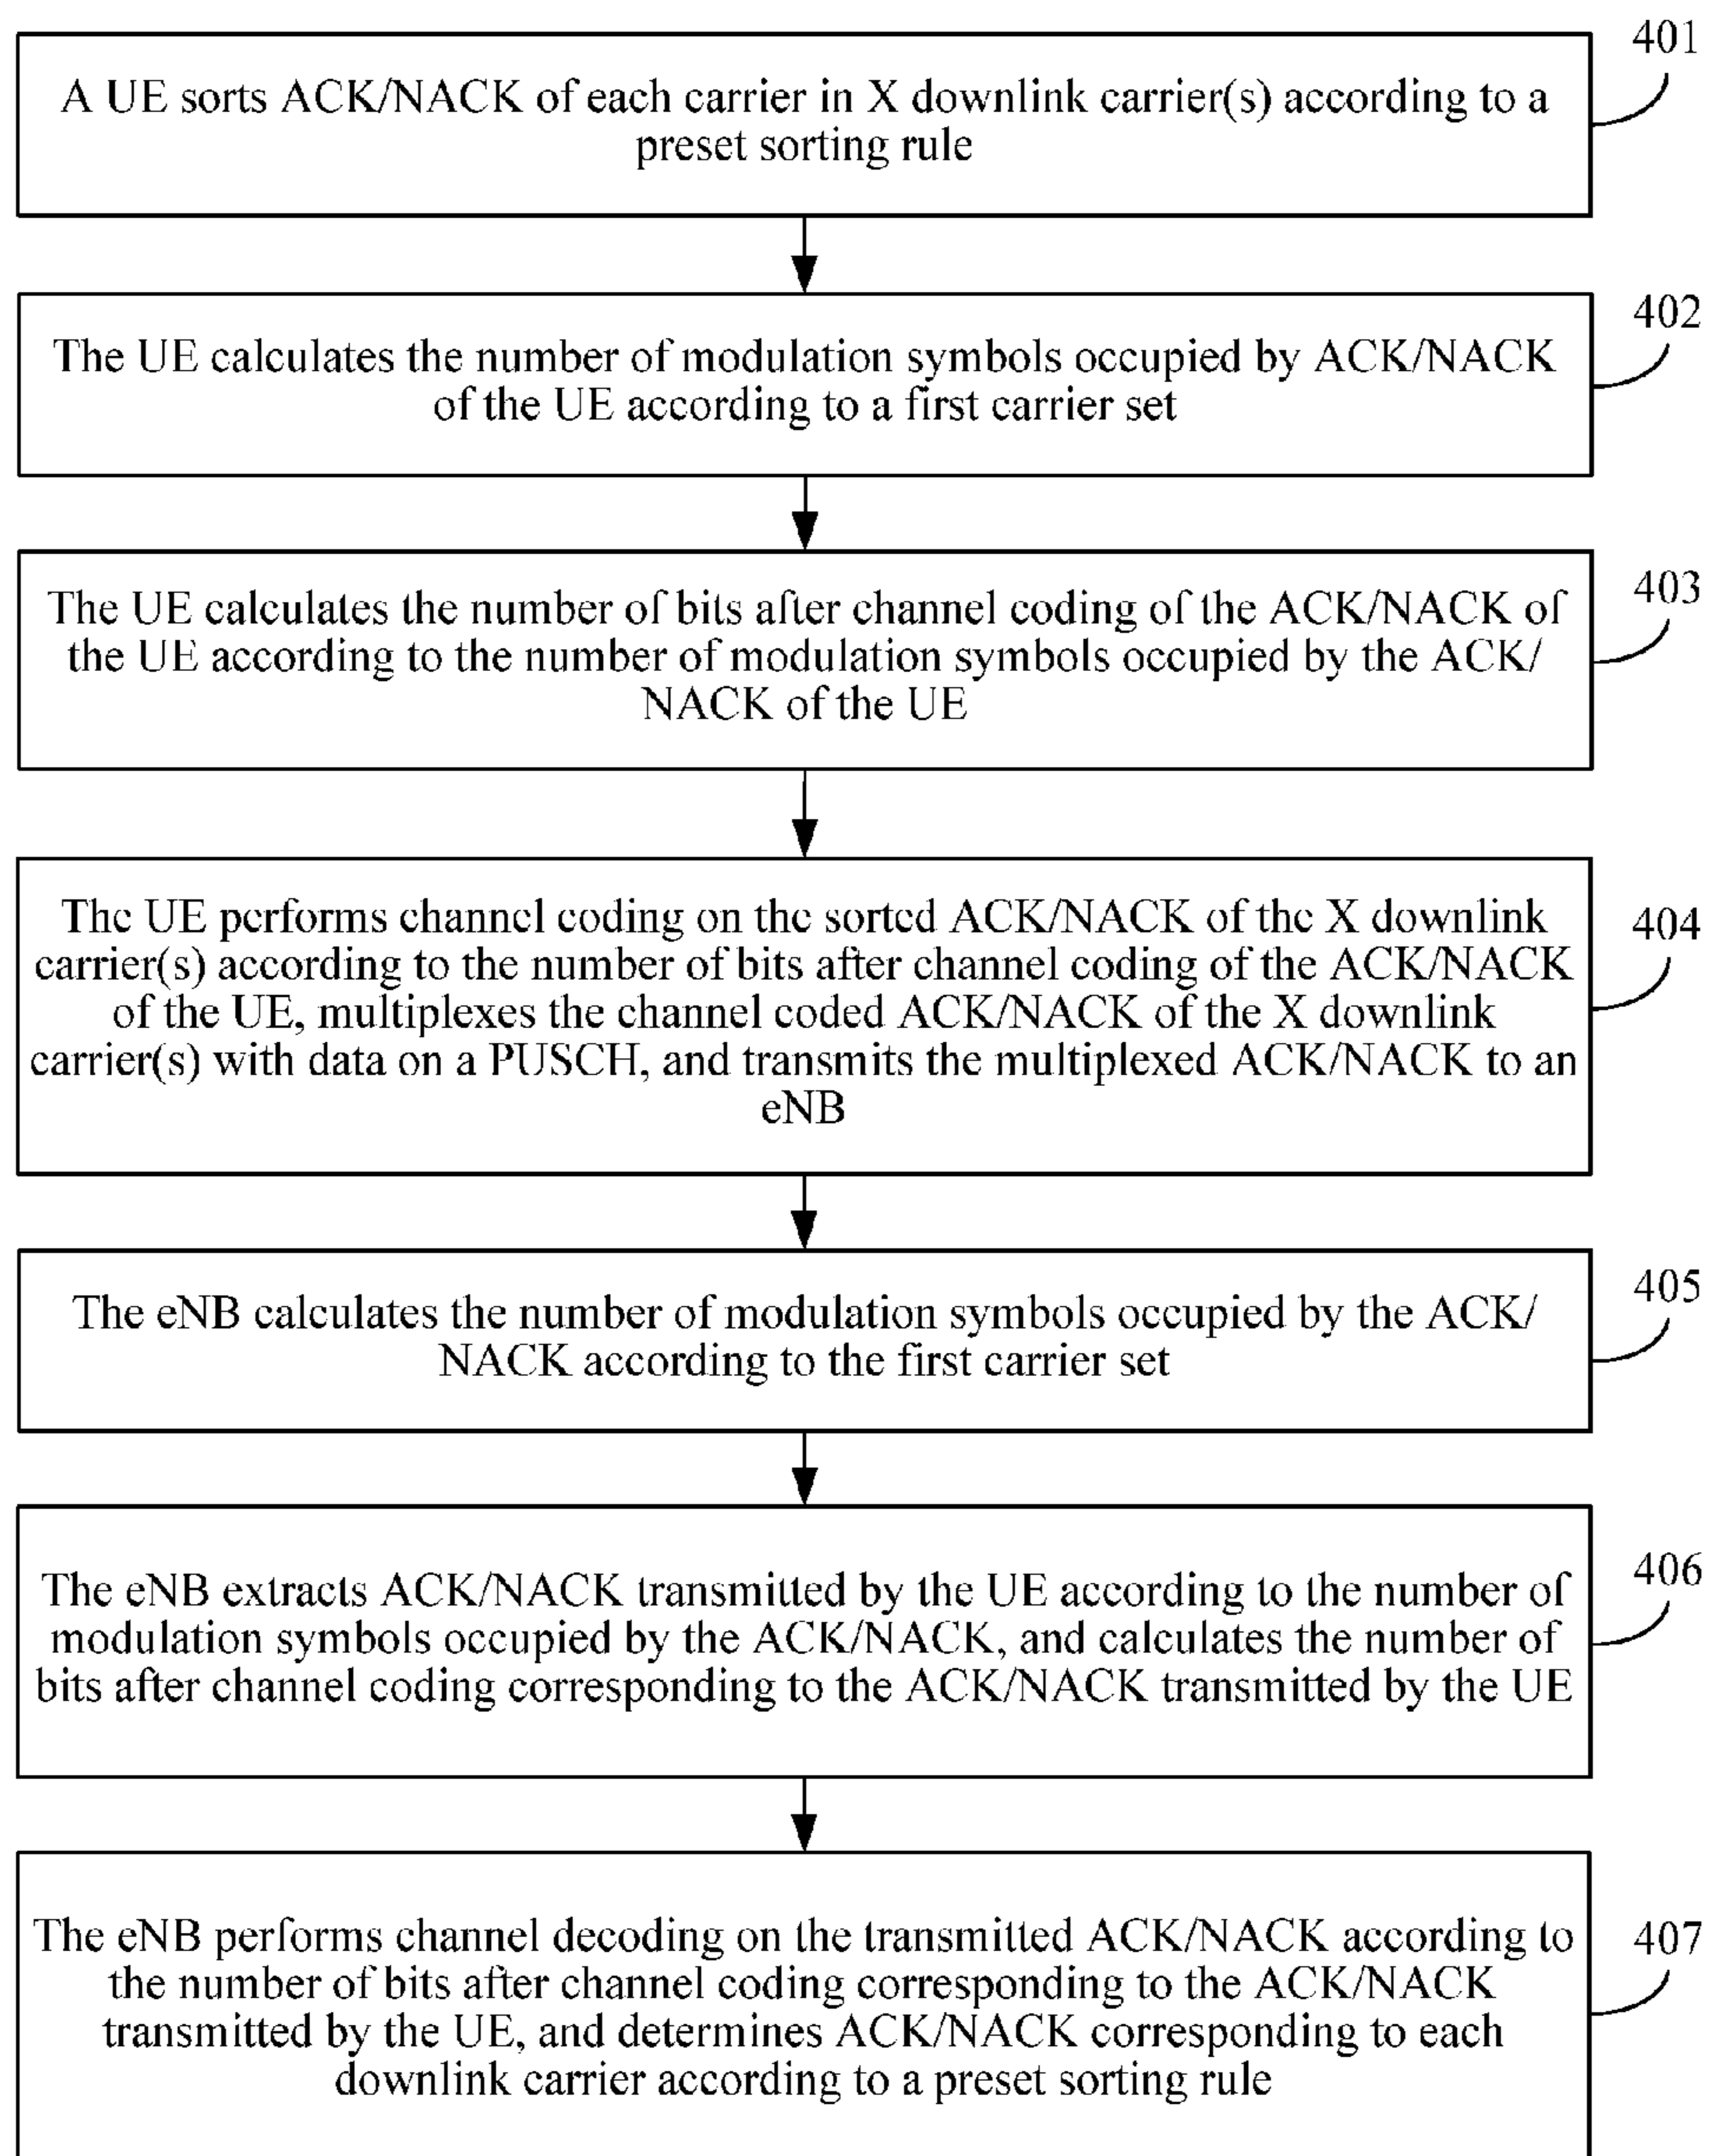 401
A UE sorts ACK/NACK of each carrier in X downlink carrier(s) according to a
preset sorting rule
402
The UE calculates the number of modulation symbols occupied by ACK/NACK
of the UE according to a first carrier set
403
The UE calculates the number of bits after channel coding of the ACK/NACK of
the UE according to the number of modulation symbols occupied by the ACK/
NACK of the UE
404
The UE performs channel coding on the sorted ACK/NACK of the X downlink
carrier(s) according to the number of bits after channel coding of the ACK/NACK
of the UE, multiplexes the channel coded ACK/NACK of the X downlink
carrier(s) with data on a PUSCH, and transmits the multiplexed ACK/NACK to an
eNB
405
The eNB calculates the number of modulation symbols occupied by the ACK/
NACK according to the first carrier set
406
The eNB extracts ACK/NACK transmitted by the UE according to the number of
modulation symbols occupied by the ACK/NACK, and calculates the number of
bits after channel coding corresponding to the ACK/NACK transmitted by the UE
407
The eNB performs channel decoding on the transmitted ACK/NACK according to
the number of bits after channel coding corresponding to the ACK/NACK
transmitted by the UE, and determines ACK/NACK corresponding to each
downlink carrier according to a preset sorting rule